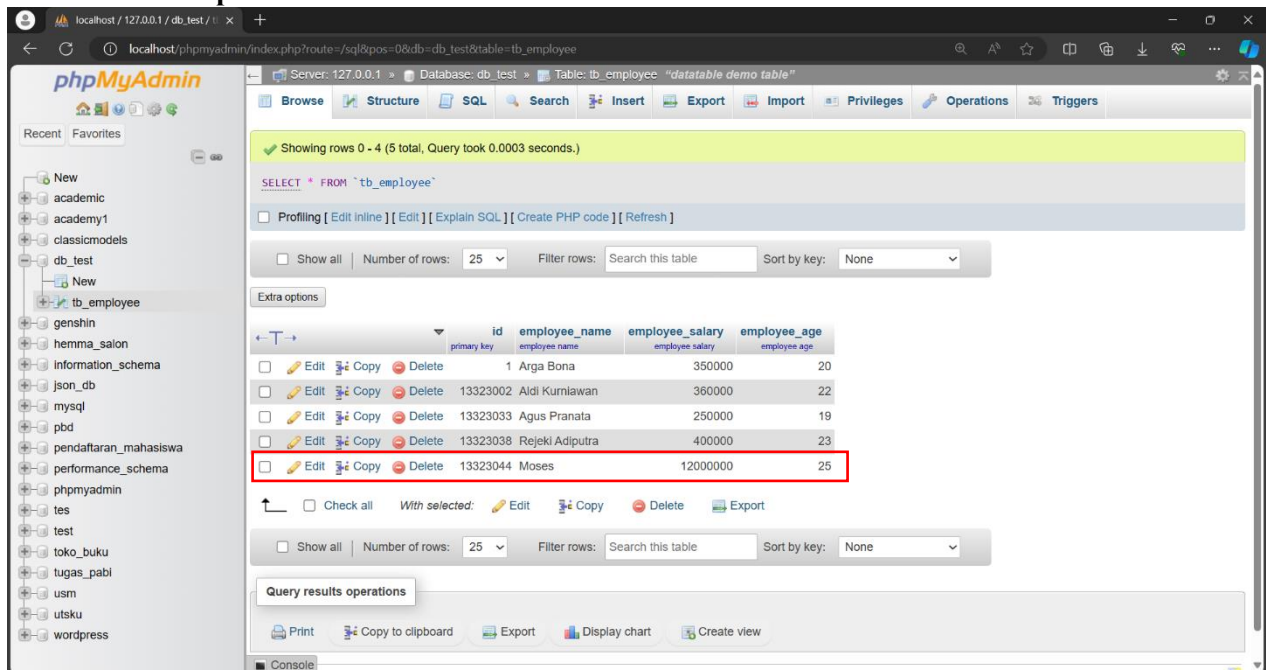 localhost / 127.0.0.1 / db_test / t
localhost/phpmyadmin/index.php?route=/sql&pos=0&db=db_test&table=tb_employee
phpMyAdmin
Recent Favorites
New
academic
academy1
classicmodels
db_test
New
tb_employee
genshin
hemma_salon
information_schema
json_db
mysql
pbd
pendaftaran_mahasiswa
performance_schema
phpmyadmin
tes
test
toko_buku
tugas_pabi
usm
utsku
wordpress
Server: 127.0.0.1 » Database: db_test » Table: tb_employee "datatable demo table"
Browse Structure SQL Search Insert Export Import Privileges Operations Triggers
Showing rows 0 - 4 (5 total, Query took 0.0003 seconds.)
SELECT * FROM `tb_employee`
Profiling [ Edit inline ] [ Edit ] [ Explain SQL ] [ Create PHP code ] [ Refresh ]
Show all | Number of rows: 25 Filter rows: Search this table Sort by key: None
Extra options
←T→ id employee_name employee_salary employee_age
primary key employee name employee salary employee age
Edit Copy Delete 1 Arga Bona 350000 20
Edit Copy Delete 13323002 Aldi Kurniawan 360000 22
Edit Copy Delete 13323033 Agus Pranata 250000 19
Edit Copy Delete 13323038 Rejeki Adiputra 400000 23
Edit Copy Delete 13323044 Moses 12000000 25
Check all With selected: Edit Copy Delete Export
Show all | Number of rows: 25 Filter rows: Search this table Sort by key: None
Query results operations
Print Copy to clipboard Export Display chart Create view
Console